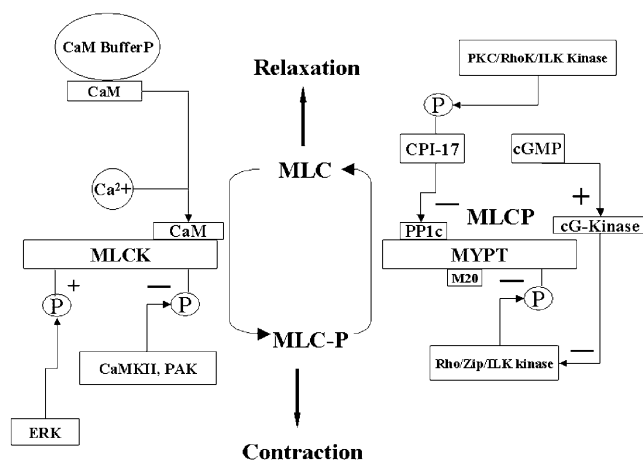 CaM BufferP
CaM
Ca²+
CaM
MLCK
P
+
P
−
CaMKII, PAK
ERK
Relaxation
MLC
MLC-P
Contraction
PKC/RhoK/ILK Kinase
P
CPI-17
cGMP
−
+
PP1c
MLCP
cG-Kinase
MYPT
M20
−
P
Rho/Zip/ILK kinase
−